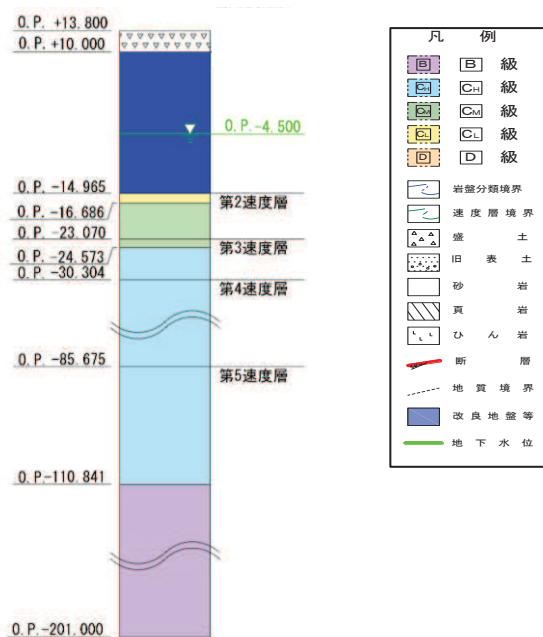 O.P. +13.800
O.P. +10.000
O.P.-4.500
O.P. -14.965
第2速度層
O.P. -16.686
O.P. -23.070
第3速度層
O.P. -24.573
O.P. -30.304
第4速度層
O.P. -85.675
第5速度層
O.P.-110.841
O.P.-201.000
凡 例
B B 級
CH CH 級
CM CM 級
CL CL 級
D D 級
岩盤分類境界
速度層境界
盛 土
旧 表 土
砂 岩
頁 岩
ひ ん 岩
断 層
地 質 境 界
改 良 地 盤 等
地 下 水 位